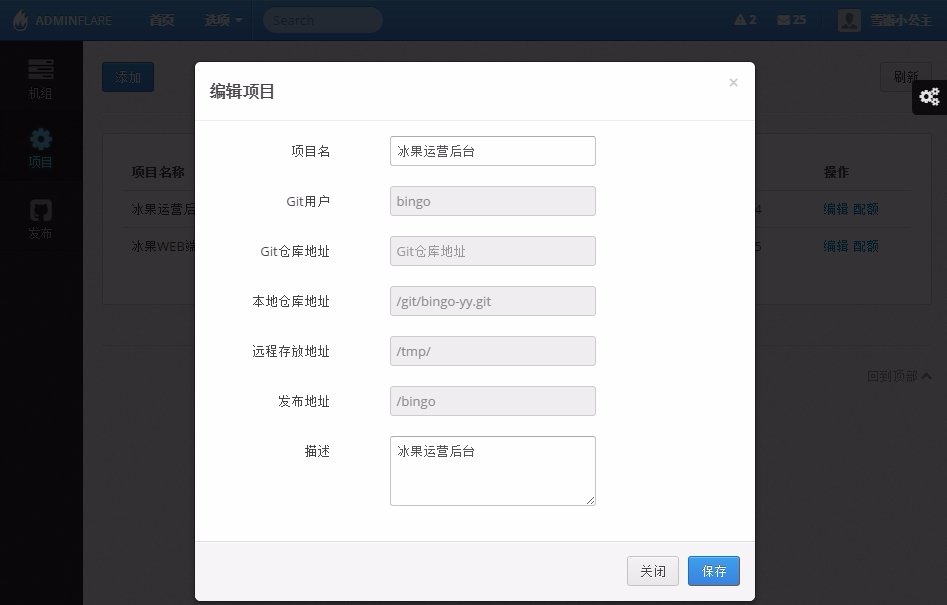 ADMINFLARE 首页 选项 Search 2 25
机组
项目
发布
添加
刷新
项目名称 操作
冰果运营后 4 编辑 配额
冰果WEB端 5 编辑 配额
回到顶部
编辑项目 ×
项目名 冰果运营后台
Git用户 bingo
Git仓库地址 Git仓库地址
本地仓库地址 /git/bingo-yy.git
远程存放地址 /tmp/
发布地址 /bingo
描述 冰果运营后台
关闭 保存